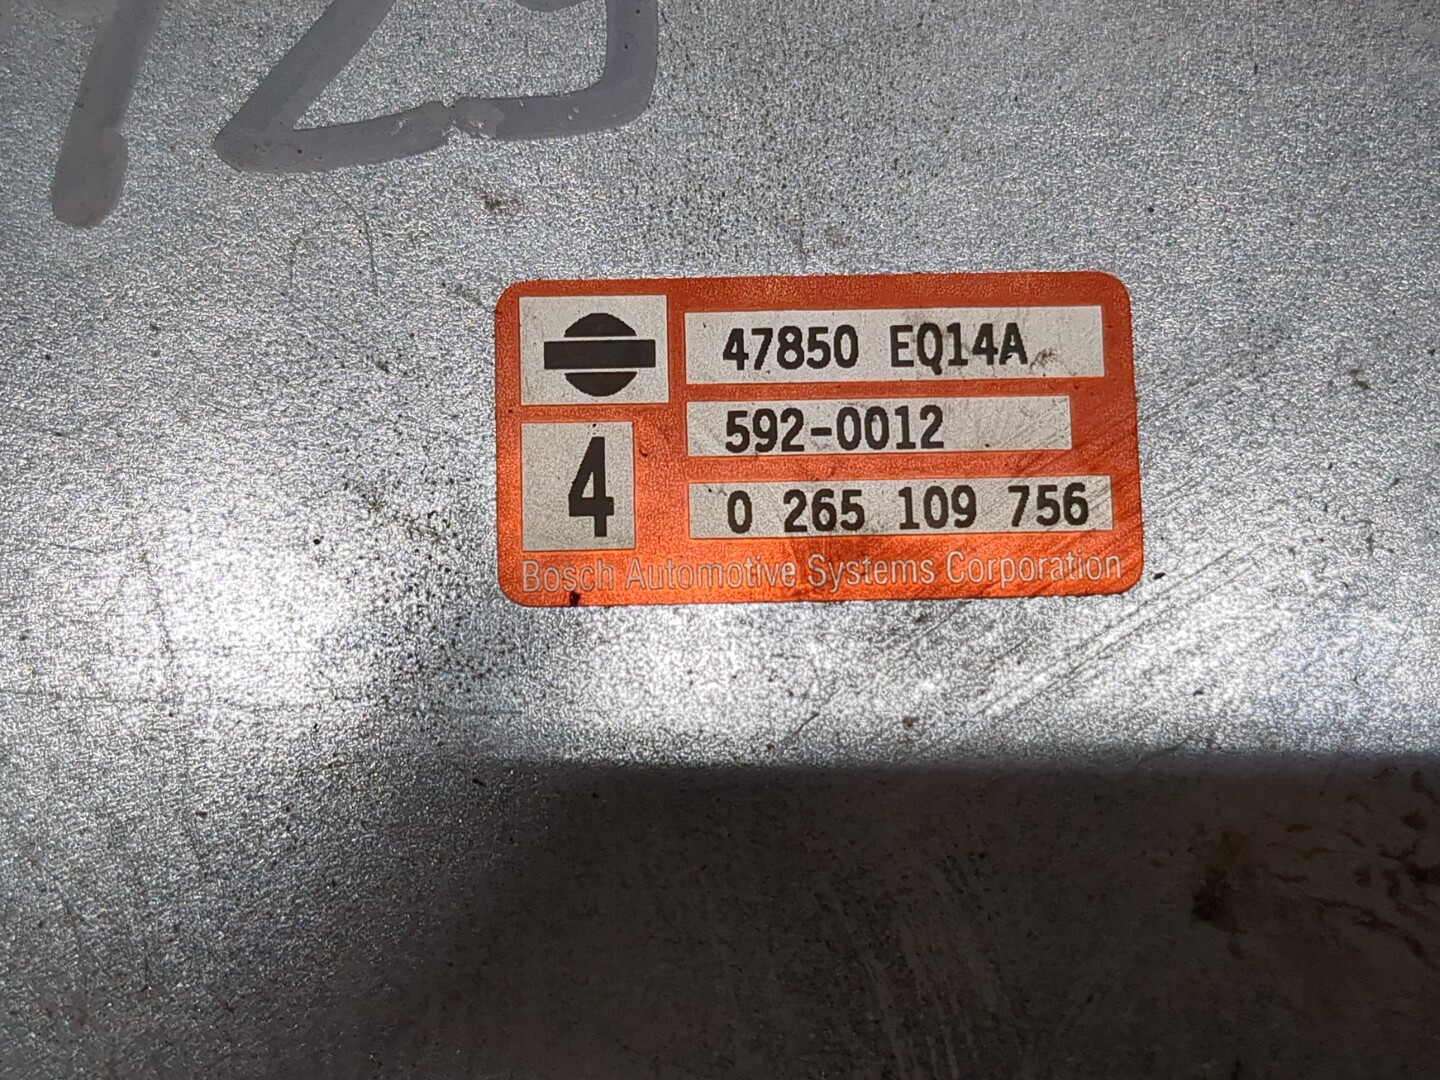 47850 EQ14A
592-0012
4
0 265 109 756
Bosch Automotive Systems Corporation